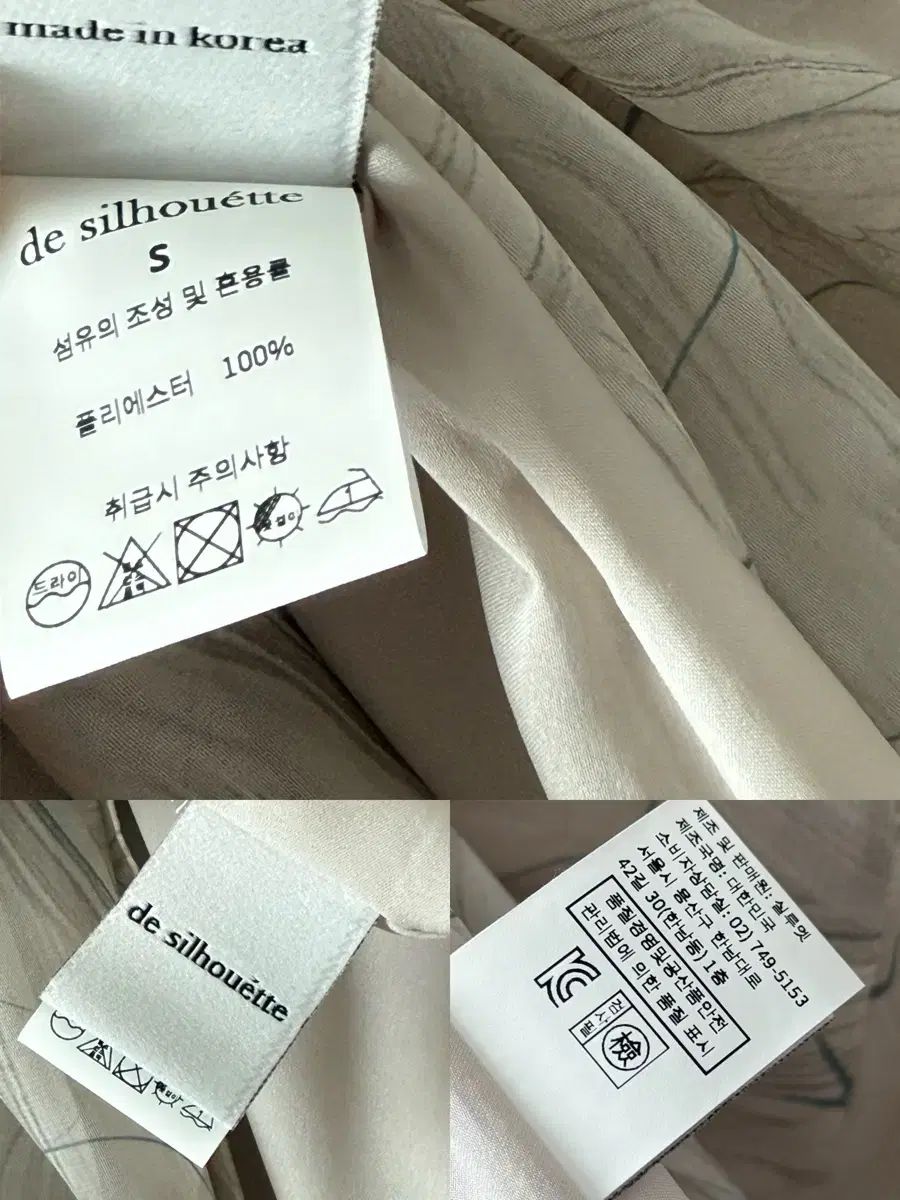 made in korea
de silhouétte
S
섬유의 조성 및 혼용률
폴리에스터 100%
취급시 주의사항
드라이
de silhouétte
제조 및 판매원: 실루엣
제조국명: 대한민국
소비자상담실: 02) 749-5153
서울시 용산구 한남대로
42길 30(한남동) 1층
품질경영및공산품안전
관리법에 의한 품질 표시
검사필
檢